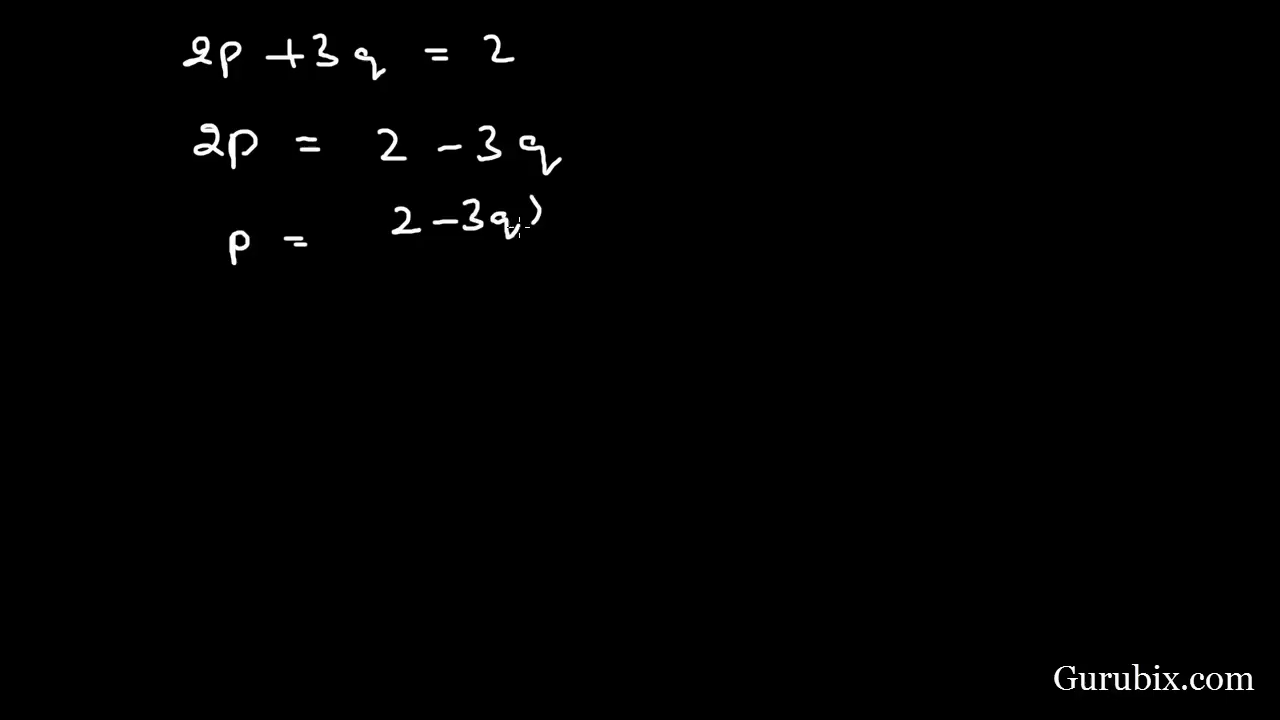 2p + 3q = 2
2p = 2 - 3q
p = 2 - 3q)
Gurubix.com